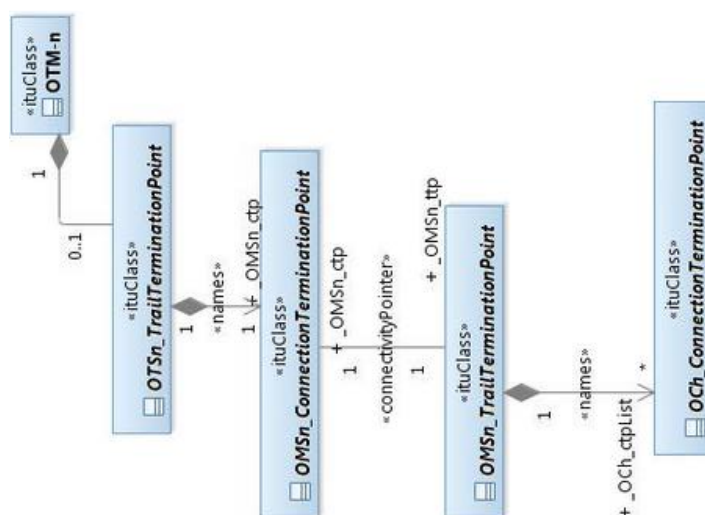 «ituClass»
OTM-n
1
0..1
«ituClass»
OTSn_TrailTerminationPoint
1
«names»
1
+ _OMSn_ctp
«ituClass»
OMSn_ConnectionTerminationPoint
+ _OMSn_ctp
1
«connectivityPointer»
1
+ _OMSn_ttp
«ituClass»
OMSn_TrailTerminationPoint
1
«names»
*
+ _OCh_ctpList
«ituClass»
OCh_ConnectionTerminationPoint